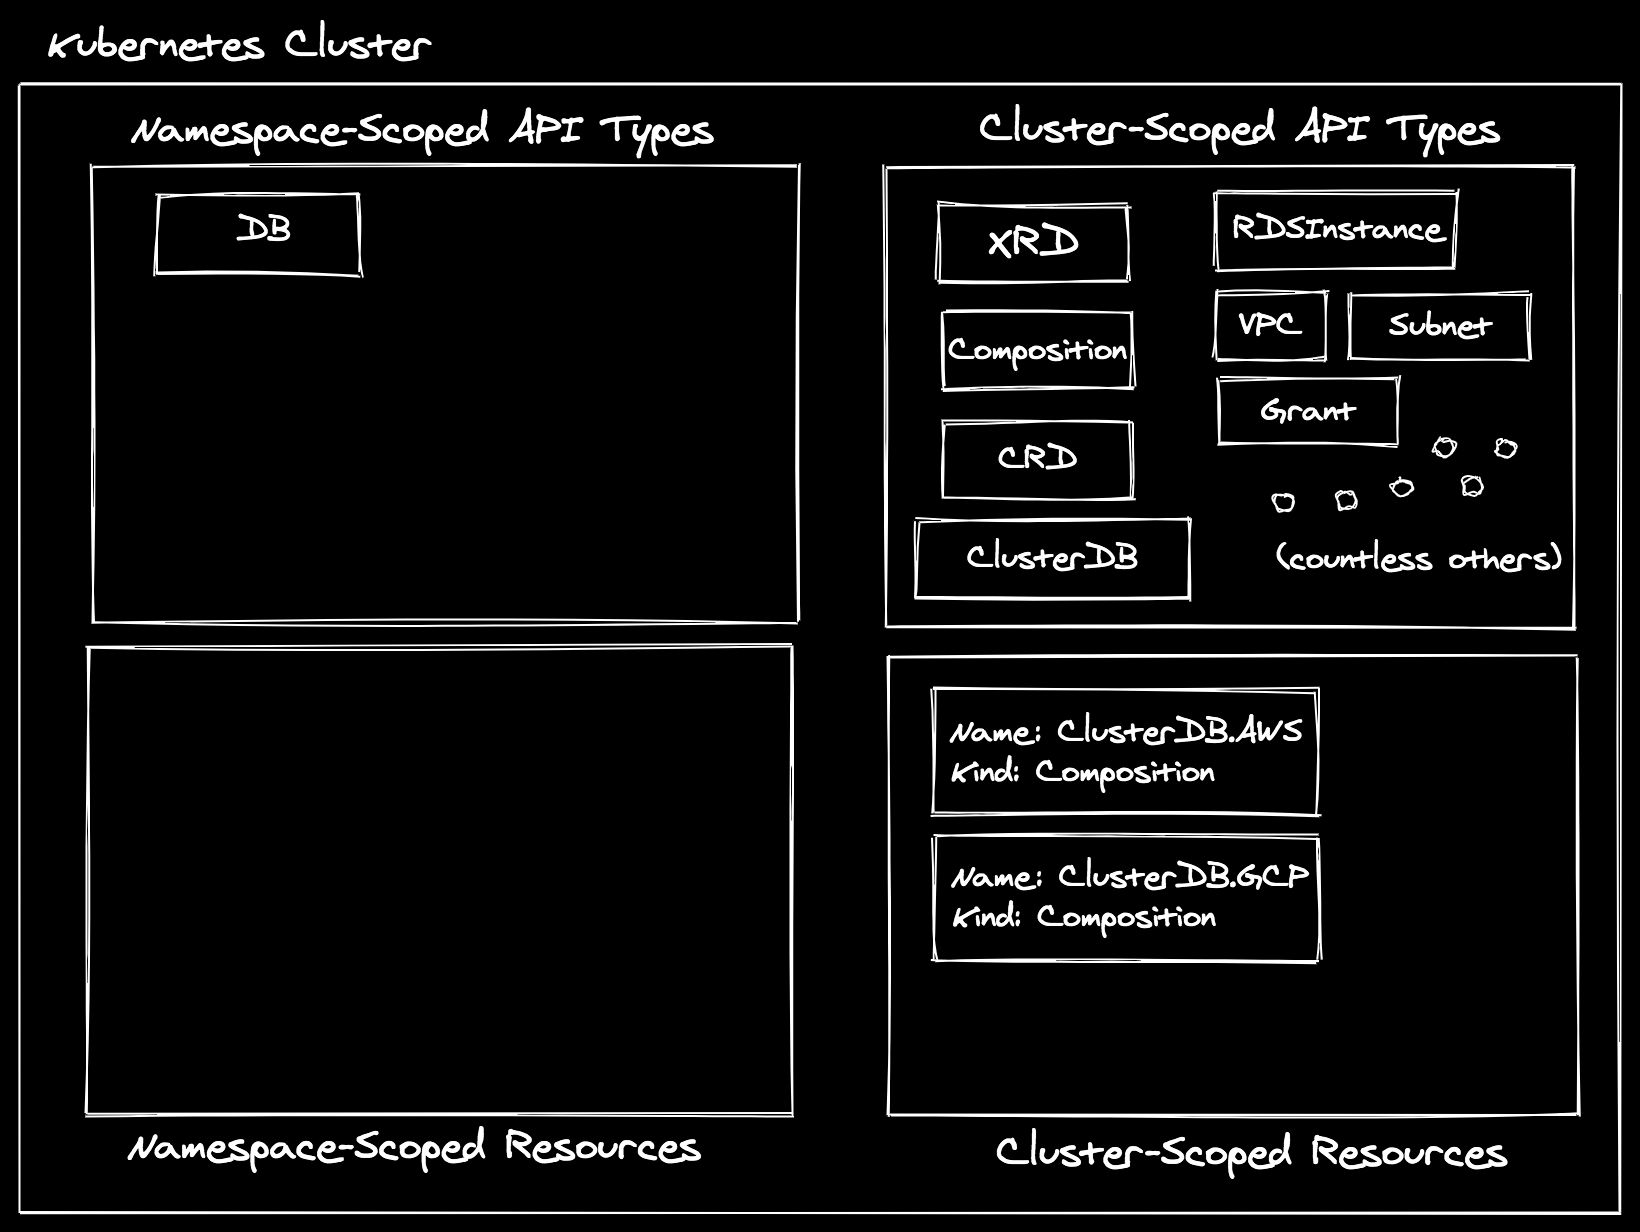 Kubernetes Cluster
Namespace-Scoped API Types
DB
Cluster-Scoped API Types
XRD
RDSInstance
VPC
Subnet
Composition
Grant
CRD
ClusterDB
(countless others)
Name: ClusterDB.AWS
Kind: Composition
Name: ClusterDB.GCP
Kind: Composition
Namespace-Scoped Resources
Cluster-Scoped Resources